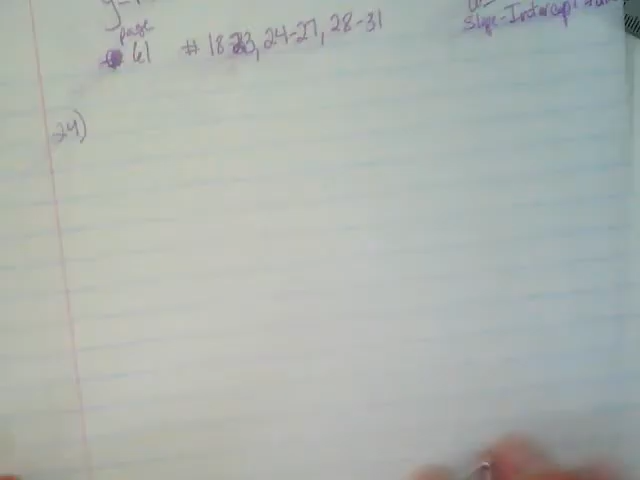 page
61 # 18 23, 24-27, 28-31
Slope-Intercept
24)